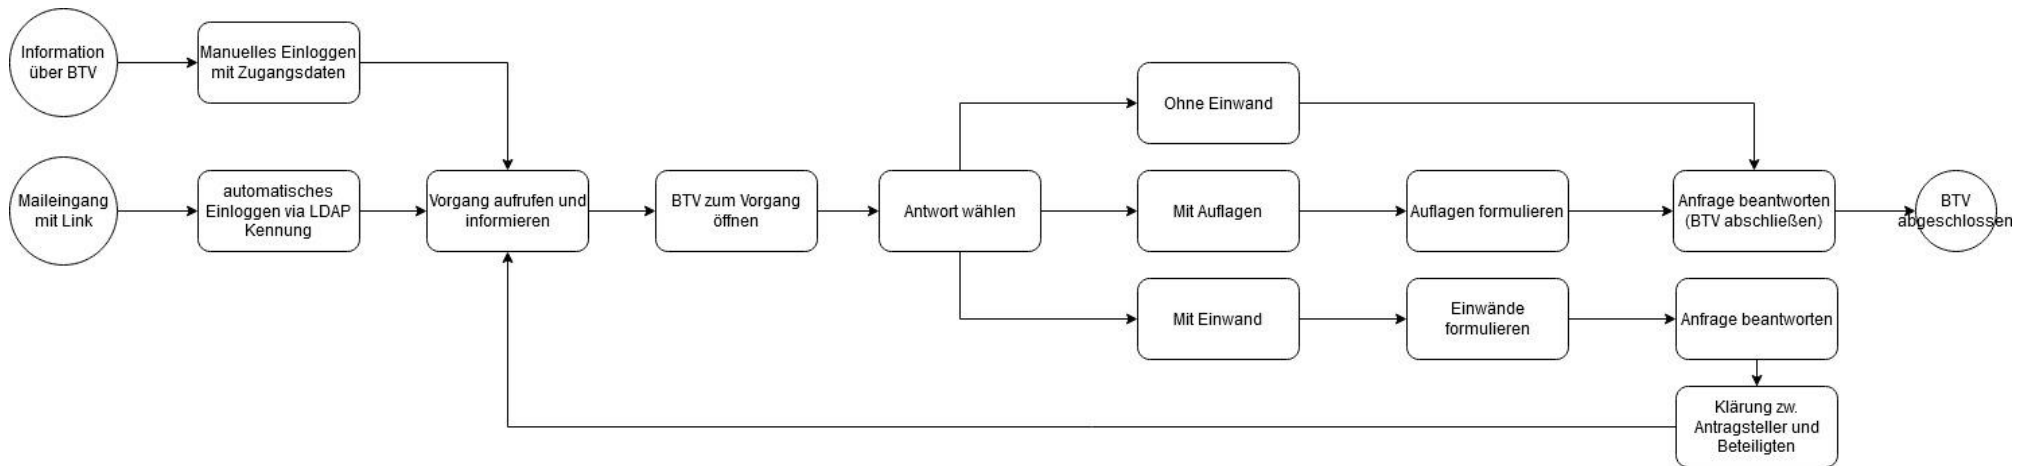 Information
über BTV
Manuelles Einloggen
mit Zugangsdaten
Ohne Einwand
Maileingang
mit Link
automatisches
Einloggen via LDAP
Kennung
Vorgang aufrufen und
informieren
BTV zum Vorgang
öffnen
Antwort wählen
Mit Auflagen
Auflagen formulieren
Anfrage beantworten
(BTV abschließen)
BTV
abgeschlossen
Mit Einwand
Einwände
formulieren
Anfrage beantworten
Klärung zw.
Antragsteller und
Beteiligten